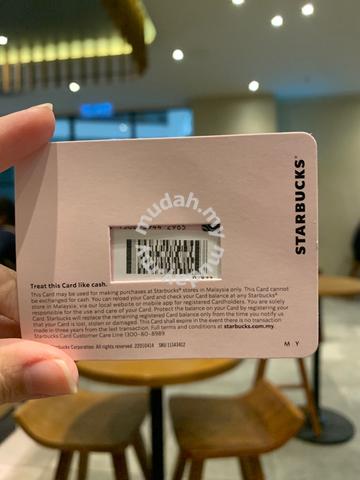 STARBUCKS®
mudah.my
Treat this Card like cash.
This Card may be used for making purchases at Starbucks® stores in Malaysia only. This Card cannot
be exchanged for cash. You can reload your Card and check your Card balance at any Starbucks®
store in Malaysia, via our local website or mobile app for registered Cardholders. You are solely
responsible for the use and care of your Card. Protect the balance on your Card by registering your
Card. Starbucks will replace the remaining registered Card balance only from the time you notify us
that your Card is lost, stolen or damaged. This Card shall expire in the event there is no transaction
made in three years from the last transaction. Full terms and conditions at starbucks.com.my.
Starbucks Card Customer Care Line 1300-80-8989
Starbucks Corporation. All rights reserved.
M Y